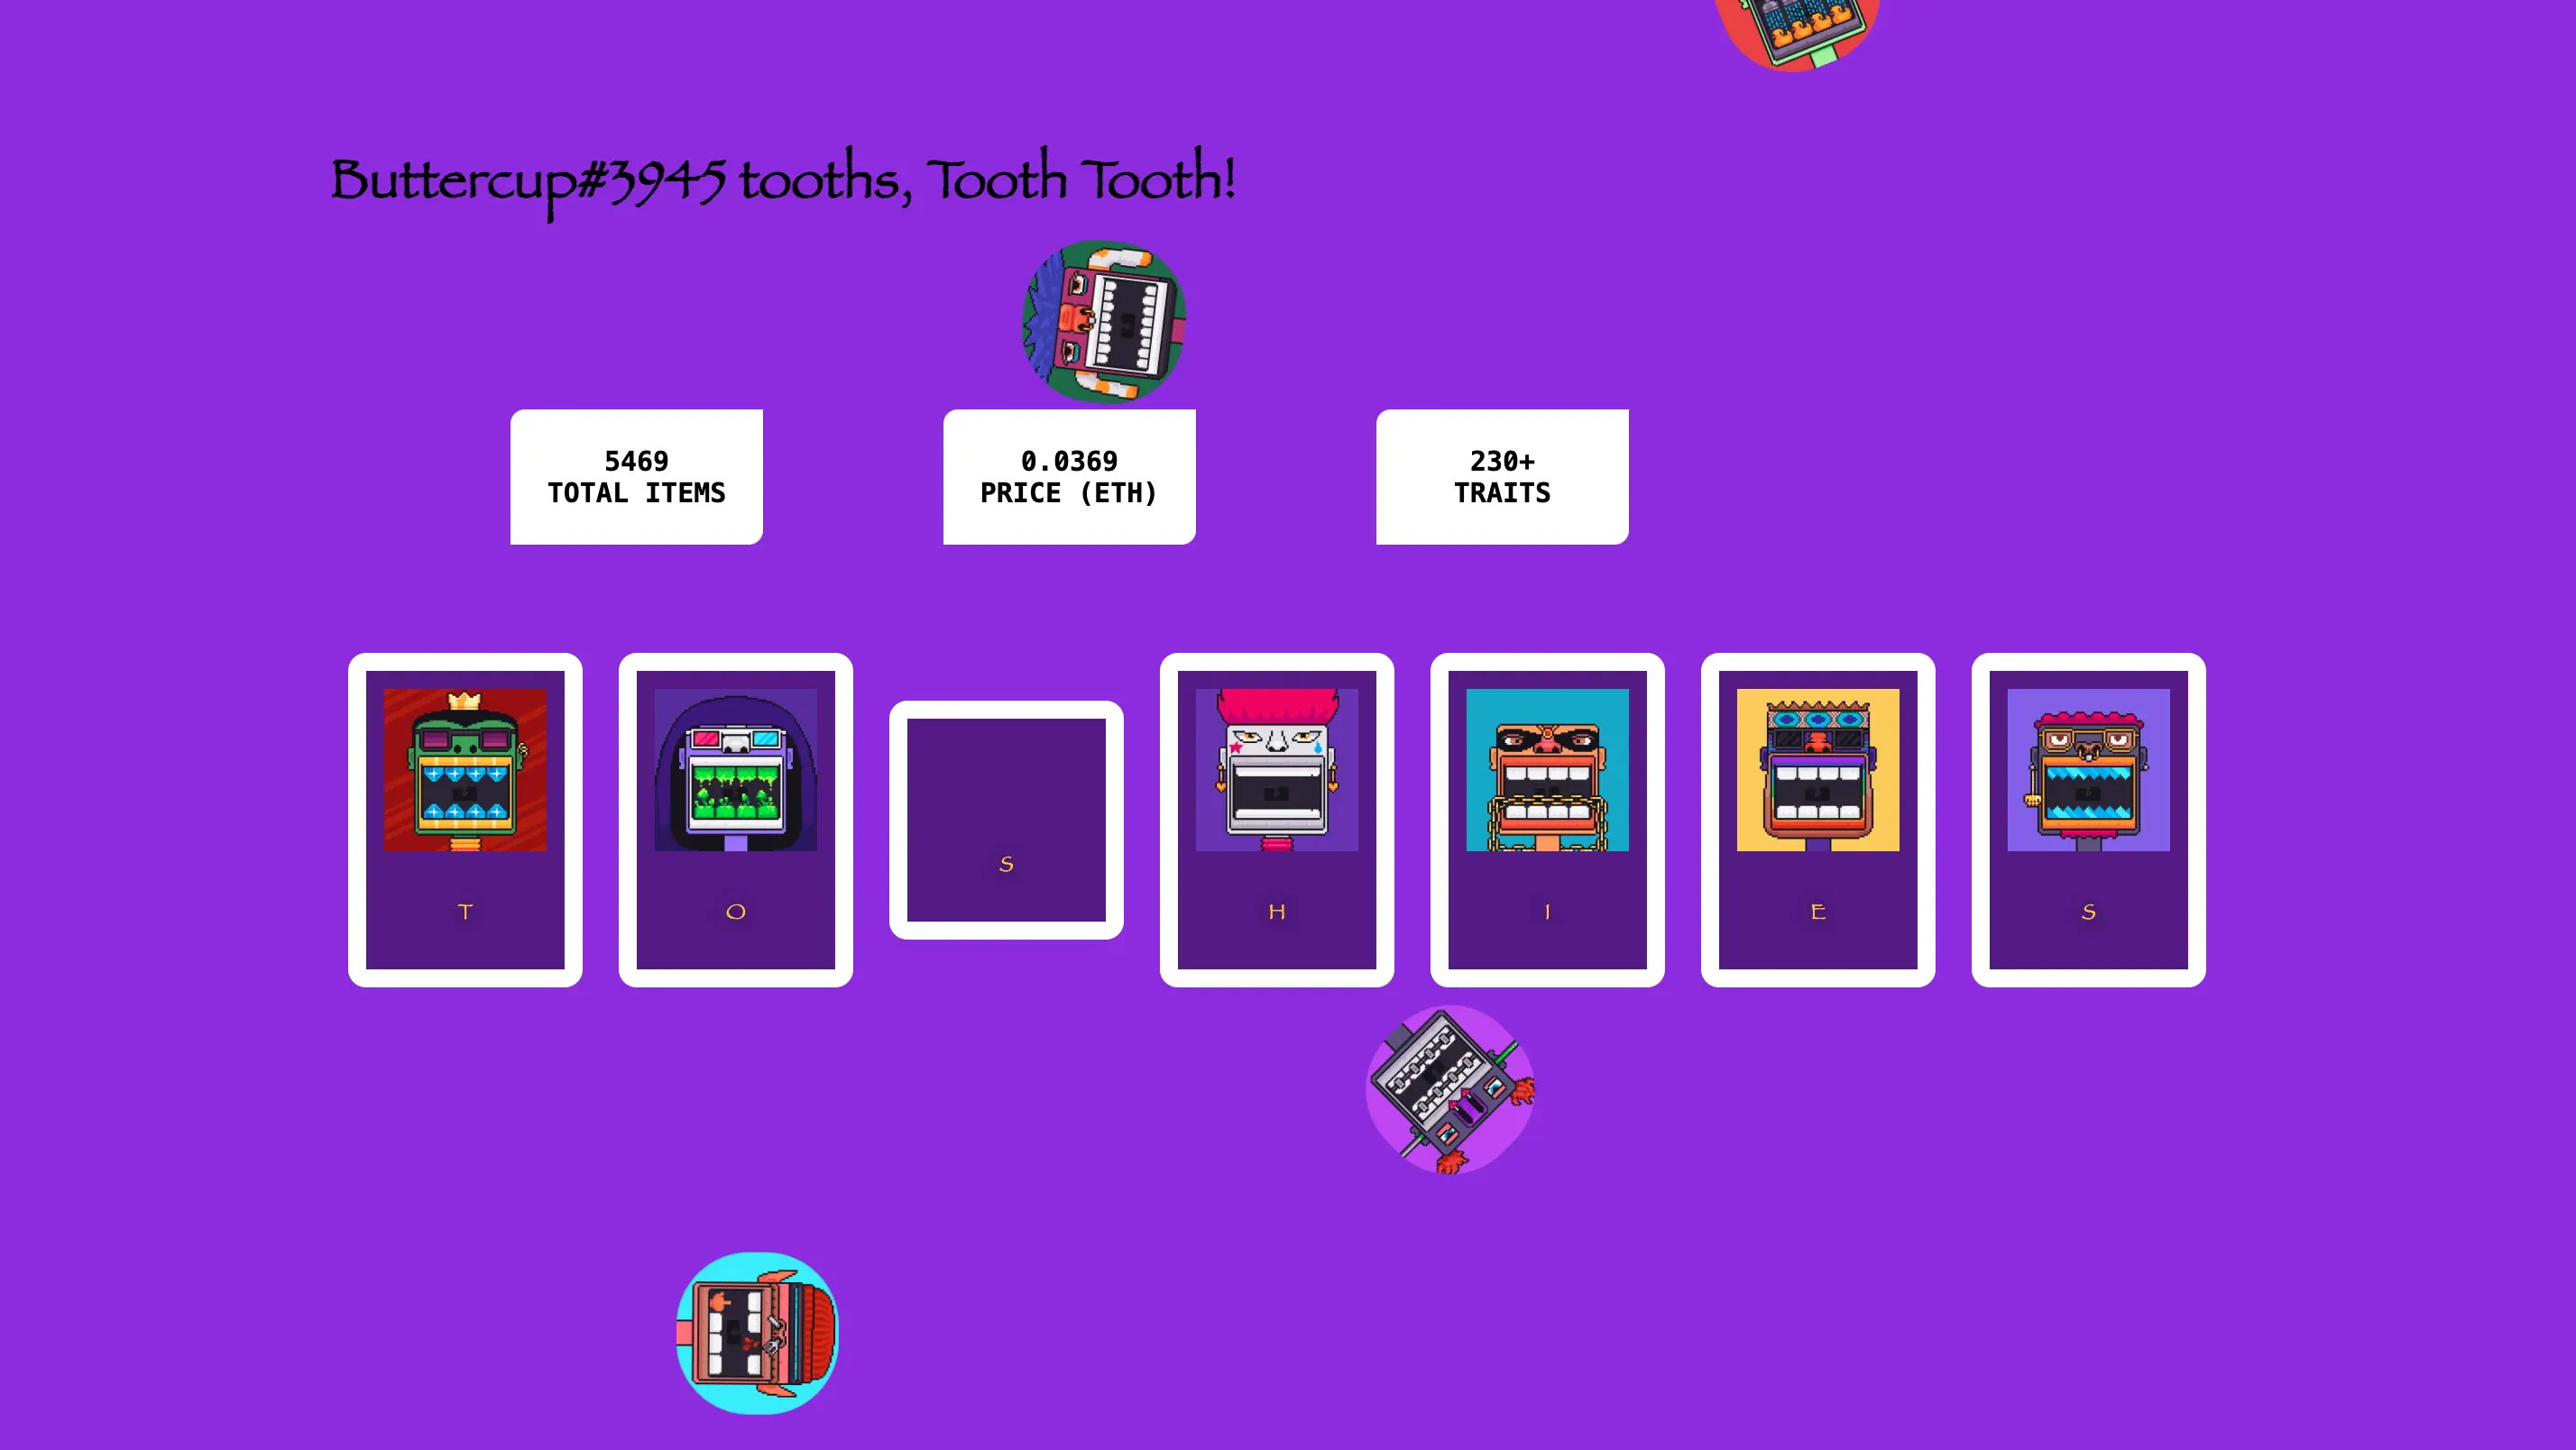 Buttercup#3945 tooths, Tooth Tooth!
5469
TOTAL ITEMS
0.0369
PRICE (ETH)
230+
TRAITS
T
O
S
H
I
E
S